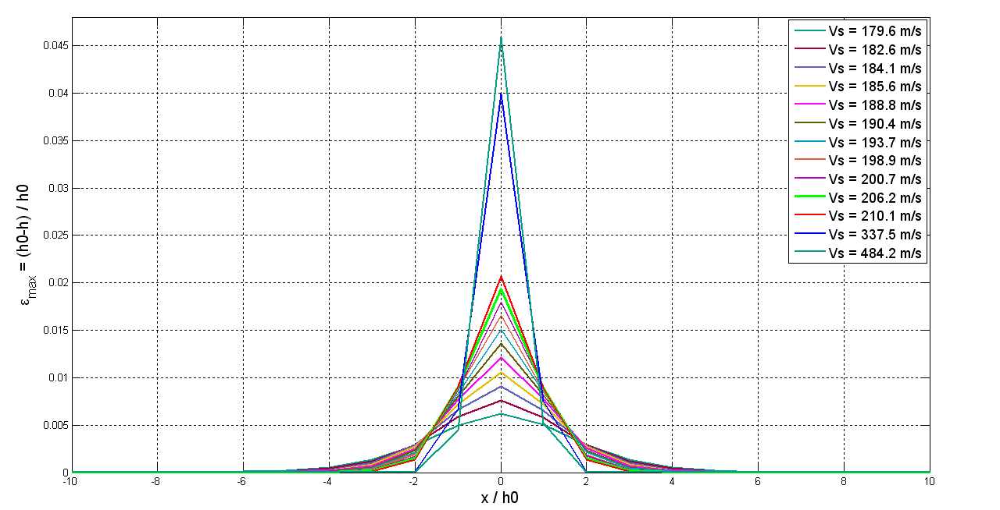 0.045
0.04
0.035
0.03
0.025
0.02
0.015
0.01
0.005
0
-10 -8 -6 -4 -2 0 2 4 6 8 10
x / h0
εmax = (h0-h) / h0
Vs = 179.6 m/s
Vs = 182.6 m/s
Vs = 184.1 m/s
Vs = 185.6 m/s
Vs = 188.8 m/s
Vs = 190.4 m/s
Vs = 193.7 m/s
Vs = 198.9 m/s
Vs = 200.7 m/s
Vs = 206.2 m/s
Vs = 210.1 m/s
Vs = 337.5 m/s
Vs = 484.2 m/s